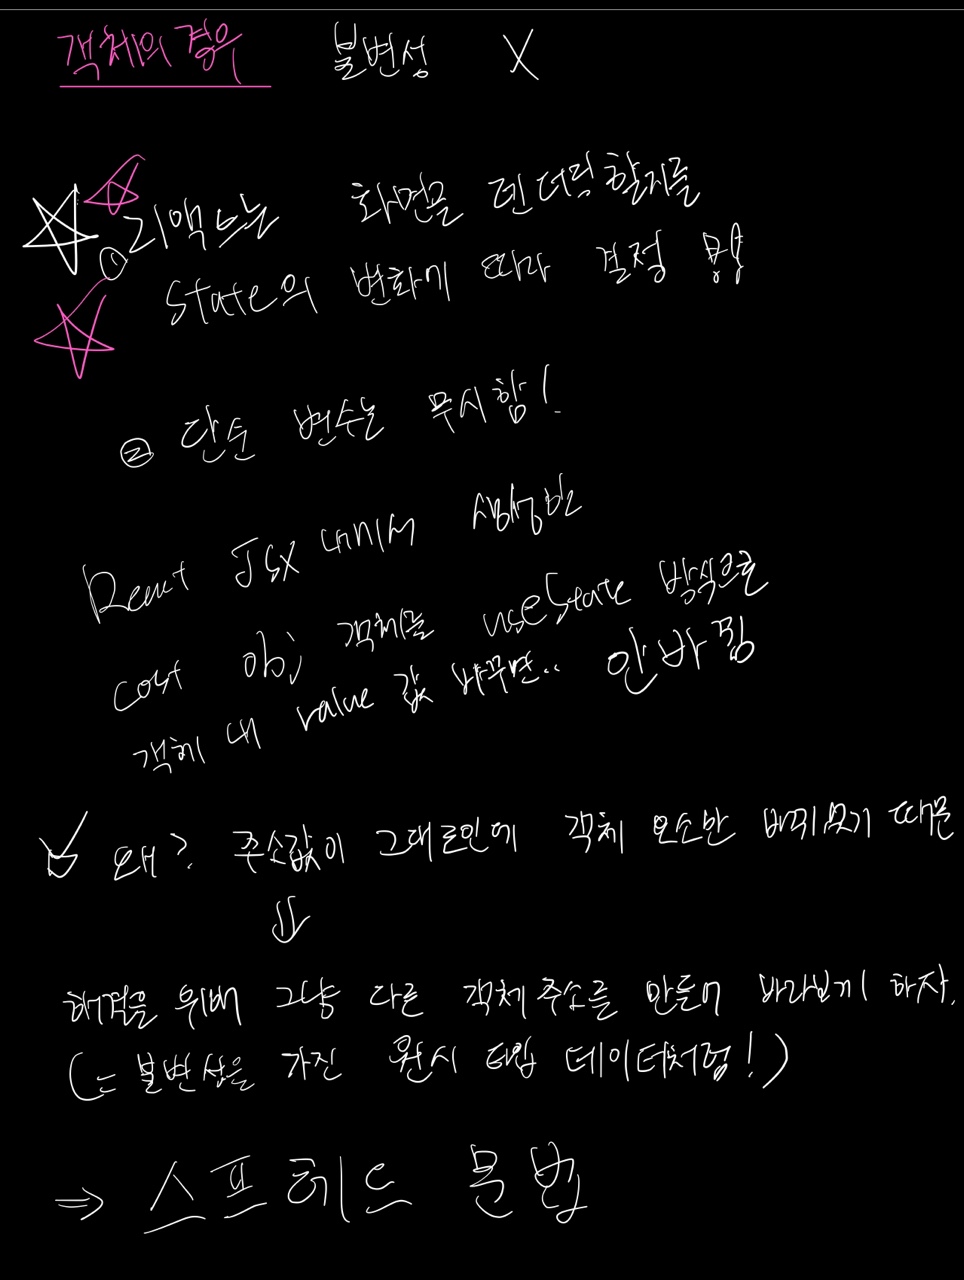 객체의 경우 불변성 X
① 리액트는 화면을 렌더링할지를
state의 변화에 따라 결정
② 단순 변수는 무시함!
React JSX 내에서 생성한
cost obj 객체를 useState 방식으로
객체 내 value 값 바꾸면.. 안바뀜
왜? 주소값이 그대로인데 객체 요소만 바뀌었기 때문
⇓
해결을 위해 그냥 다른 객체 주소를 만들어 바라보게 하자.
(= 불변성을 가진 원시 타입 데이터처럼!)
⇒ 스프레드 문법